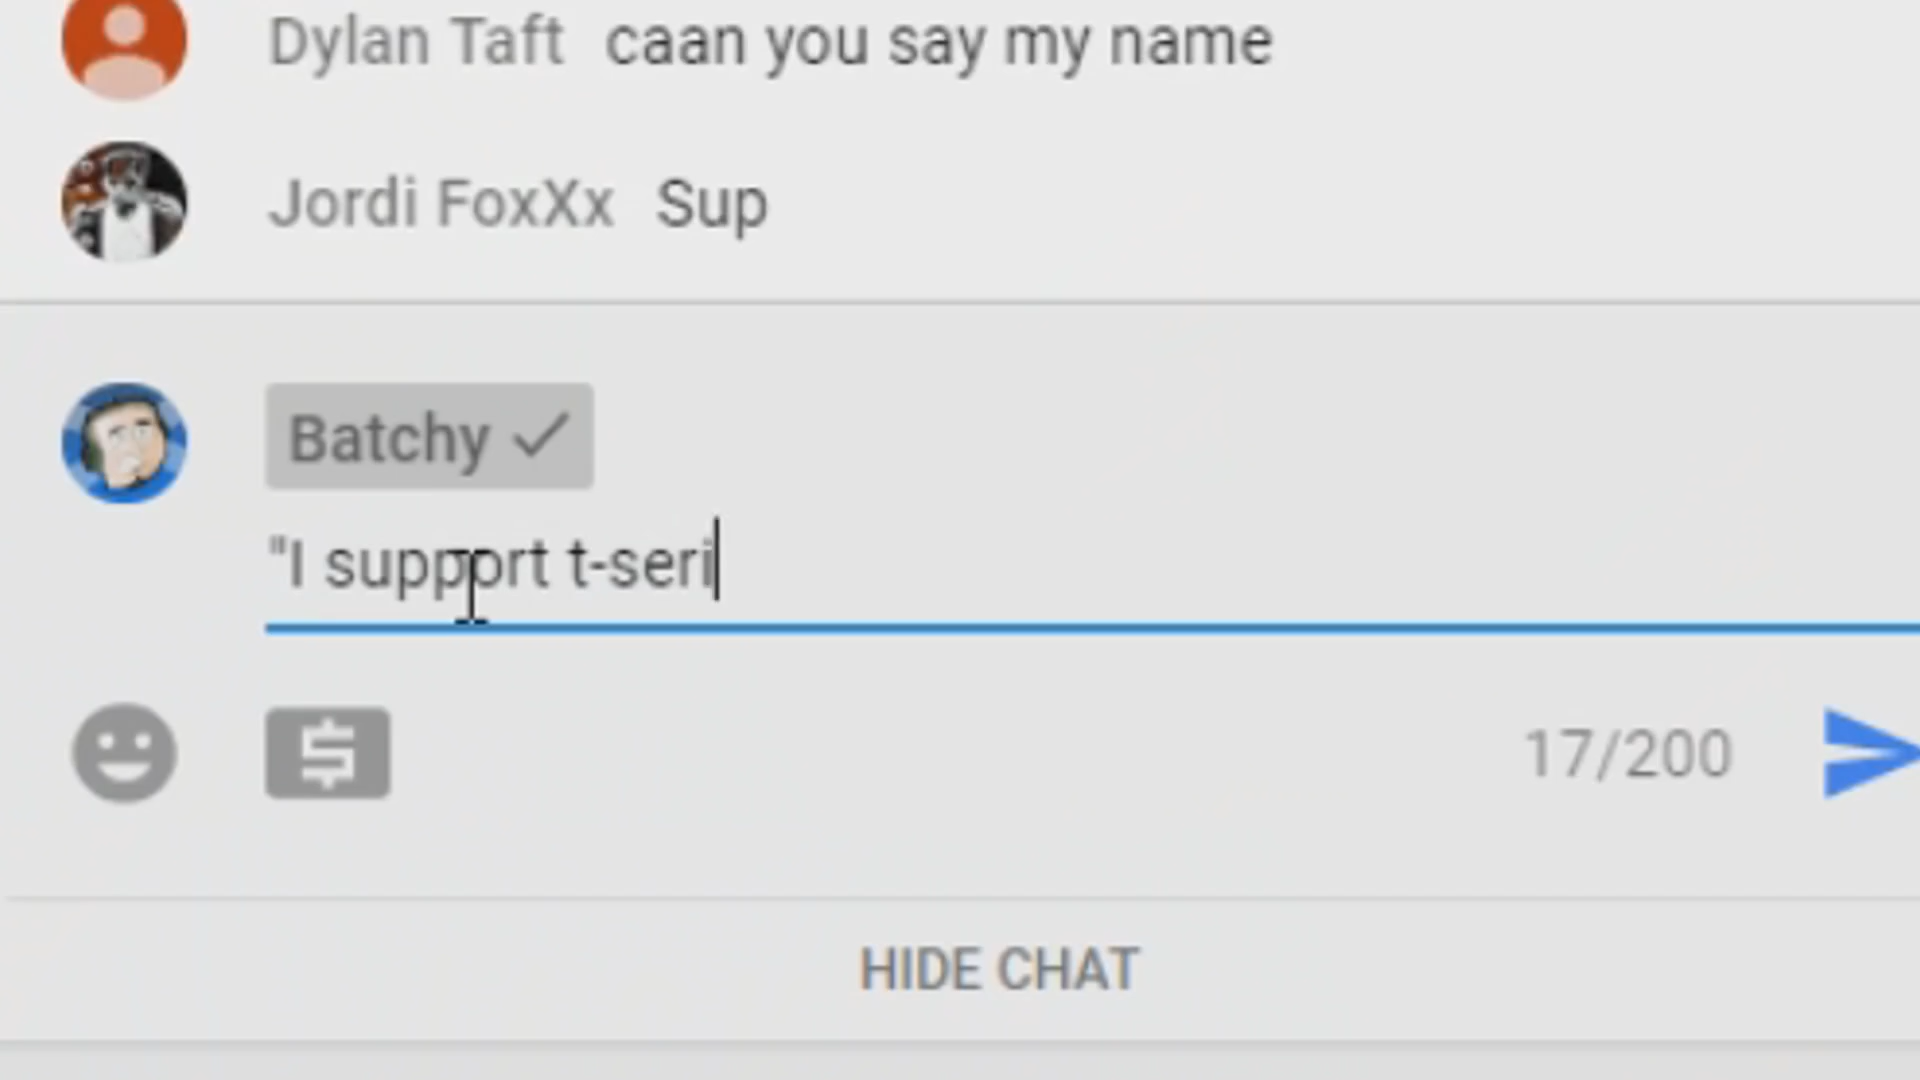 Dylan Taft caan you say my name
Jordi FoxXx Sup
Batchy ✓
"I support t-seri
17/200
HIDE CHAT